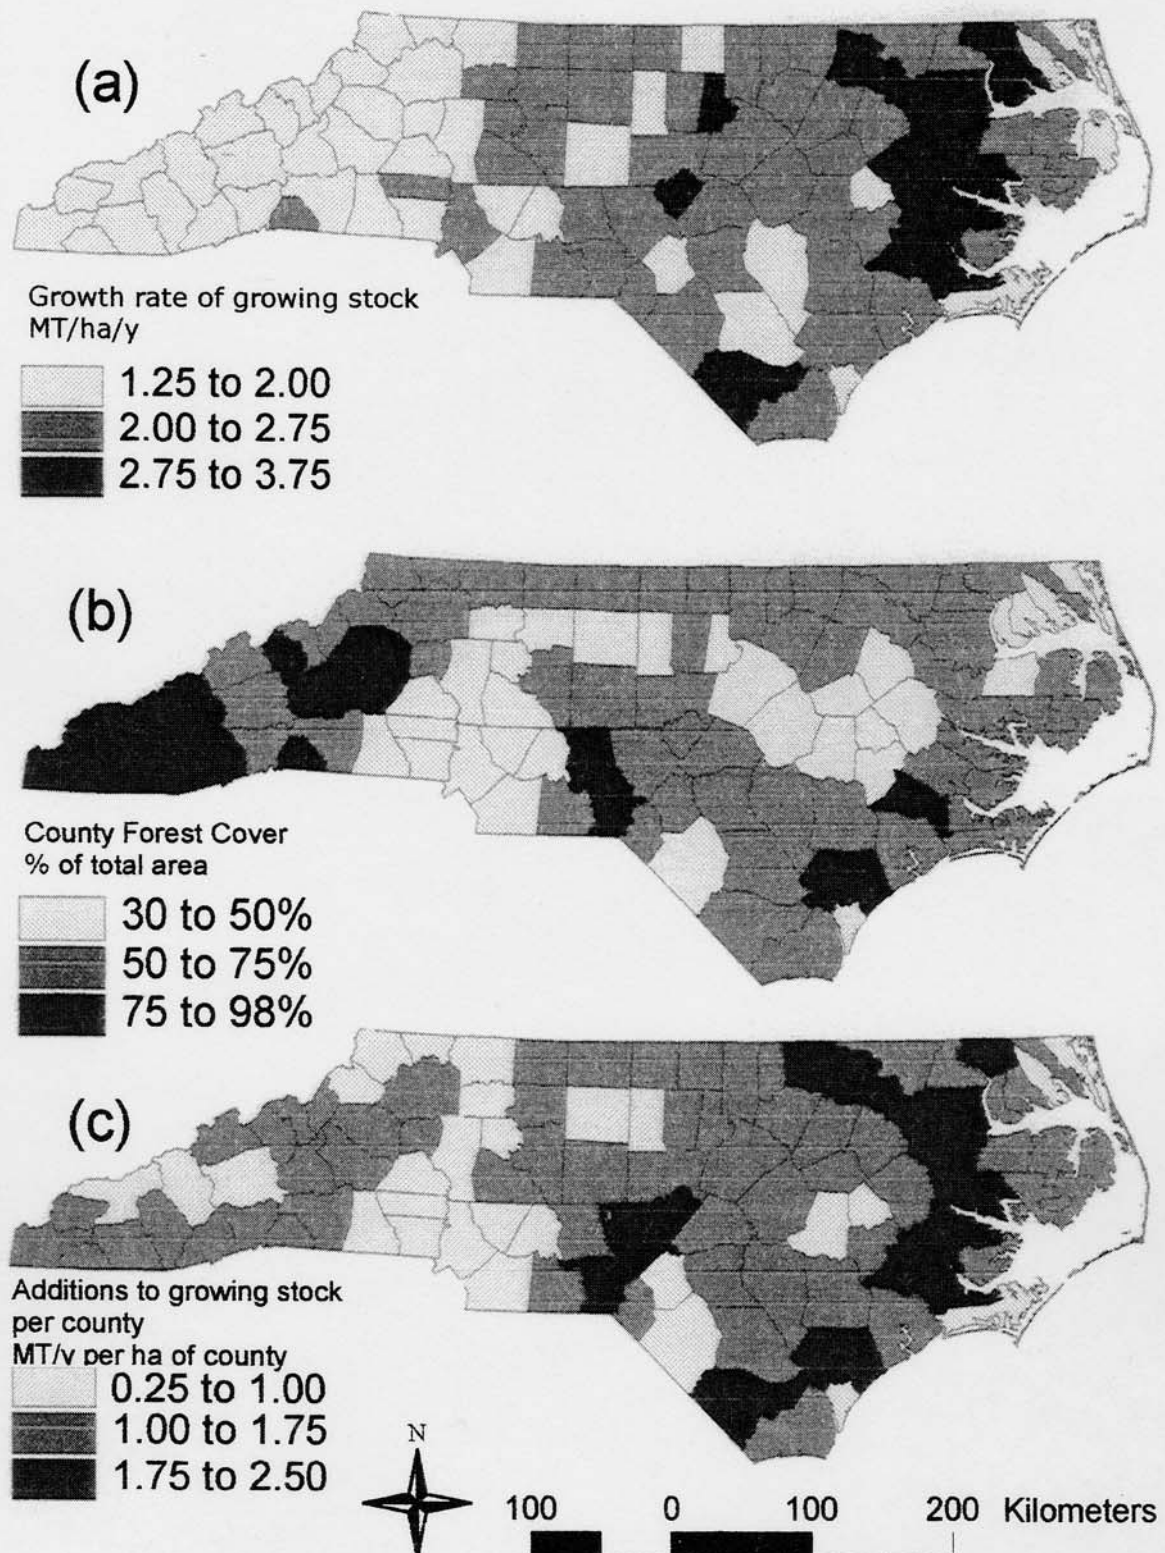 (a)
Growth rate of growing stock
MT/ha/y
1.25 to 2.00
2.00 to 2.75
2.75 to 3.75
(b)
County Forest Cover
% of total area
30 to 50%
50 to 75%
75 to 98%
(c)
Additions to growing stock
per county
MT/y per ha of county
0.25 to 1.00
1.00 to 1.75
1.75 to 2.50
N
100 0 100 200 Kilometers